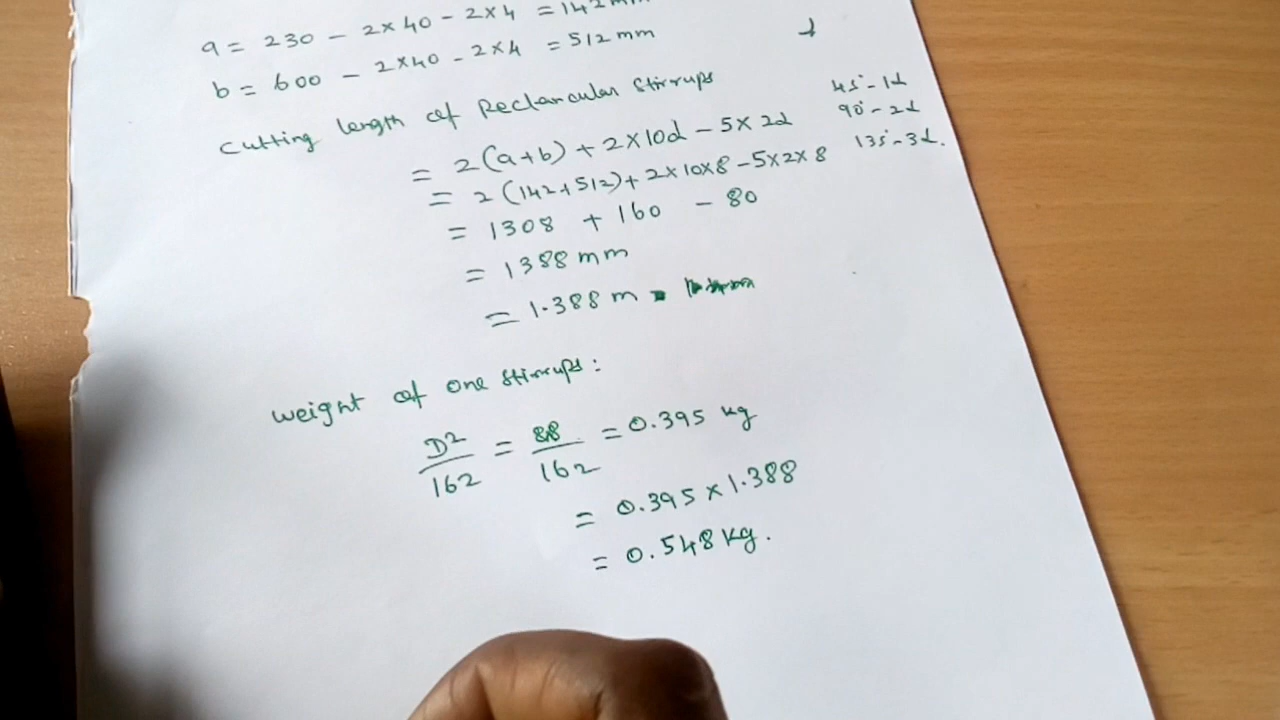 a = 230 - 2x40 - 2x4 = 142 mm
b = 600 - 2x40 - 2x4 = 512 mm
Cutting length of Rectancular Stirrups
= 2(a+b) + 2x10d - 5x2d
= 2(142+512)+ 2x10x8 - 5x2x8
= 1308 + 160 - 80
= 1388 mm
= 1.388 m
45° - 1d
90° - 2d
135° - 3d.
Weight of One Stirrups :
D²/162 = 88/162 = 0.395 kg
= 0.395 x 1.388
= 0.548 kg.